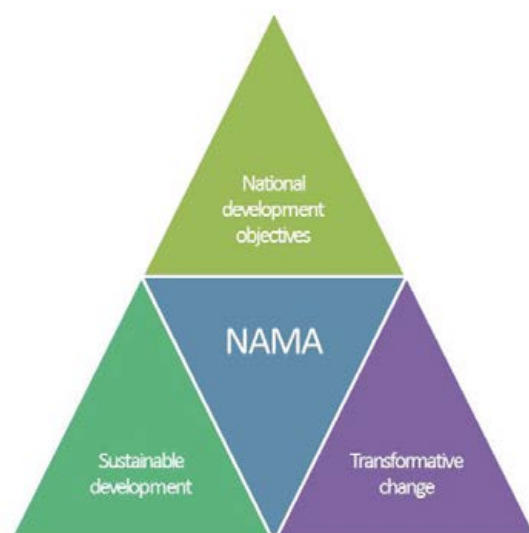 National
development
objectives
NAMA
Sustainable
development
Transformative
change